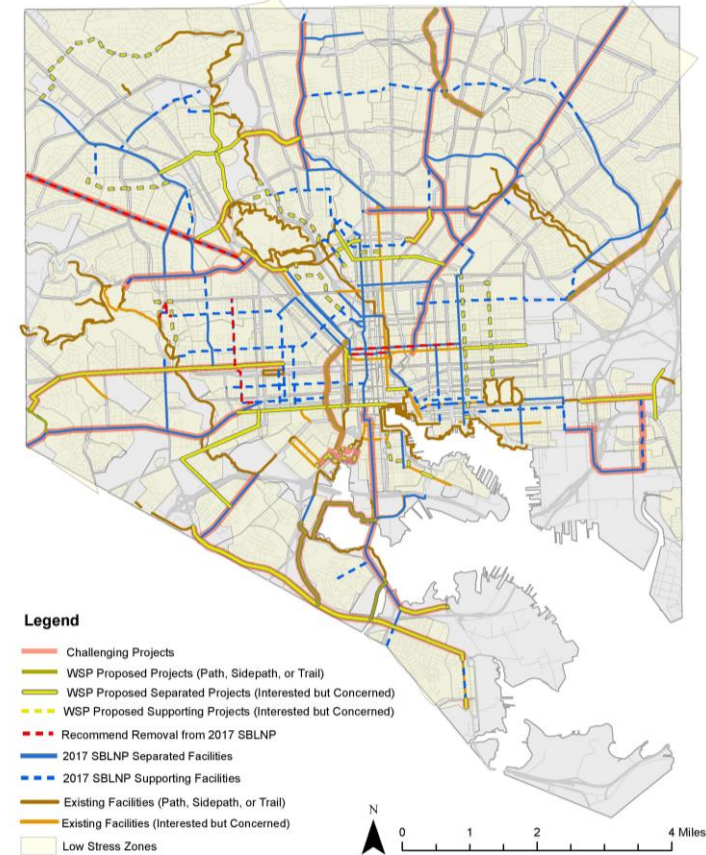 Legend
Challenging Projects
WSP Proposed Projects (Path, Sidepath, or Trail)
WSP Proposed Separated Projects (Interested but Concerned)
WSP Proposed Supporting Projects (Interested but Concerned)
Recommend Removal from 2017 SBLNP
2017 SBLNP Separated Facilities
2017 SBLNP Supporting Facilities
Existing Facilities (Path, Sidepath, or Trail)
Existing Facilities (Interested but Concerned)
Low Stress Zones
N
0 1 2 4 Miles